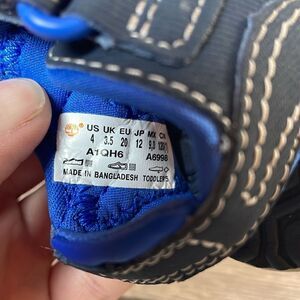 US UK EU JP MX CN
4 3.5 20 12 9.0 120(1)
A1QH6 A6998
MADE IN BANGLADESH TODDLERS